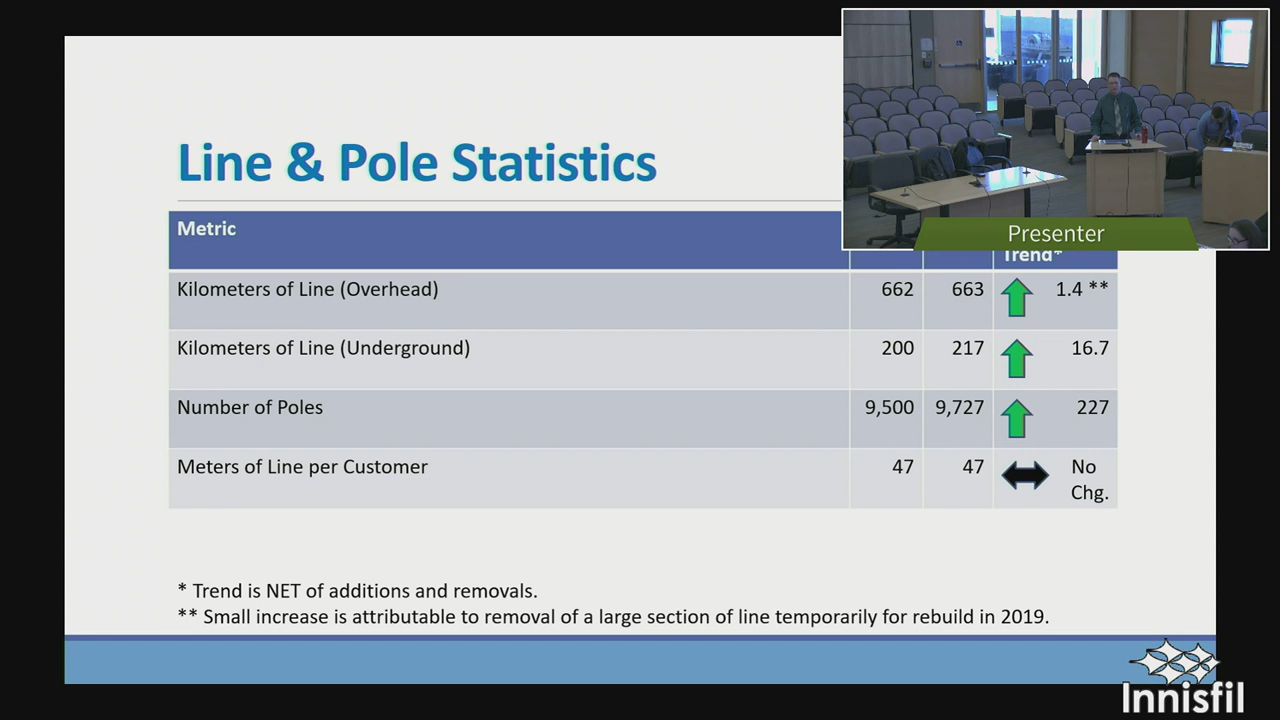 Line & Pole Statistics
Metric
Trend*
Presenter
Kilometers of Line (Overhead) 662 663 1.4 **
Kilometers of Line (Underground) 200 217 16.7
Number of Poles 9,500 9,727 227
Meters of Line per Customer 47 47 No
Chg.
* Trend is NET of additions and removals.
** Small increase is attributable to removal of a large section of line temporarily for rebuild in 2019.
Innisfil